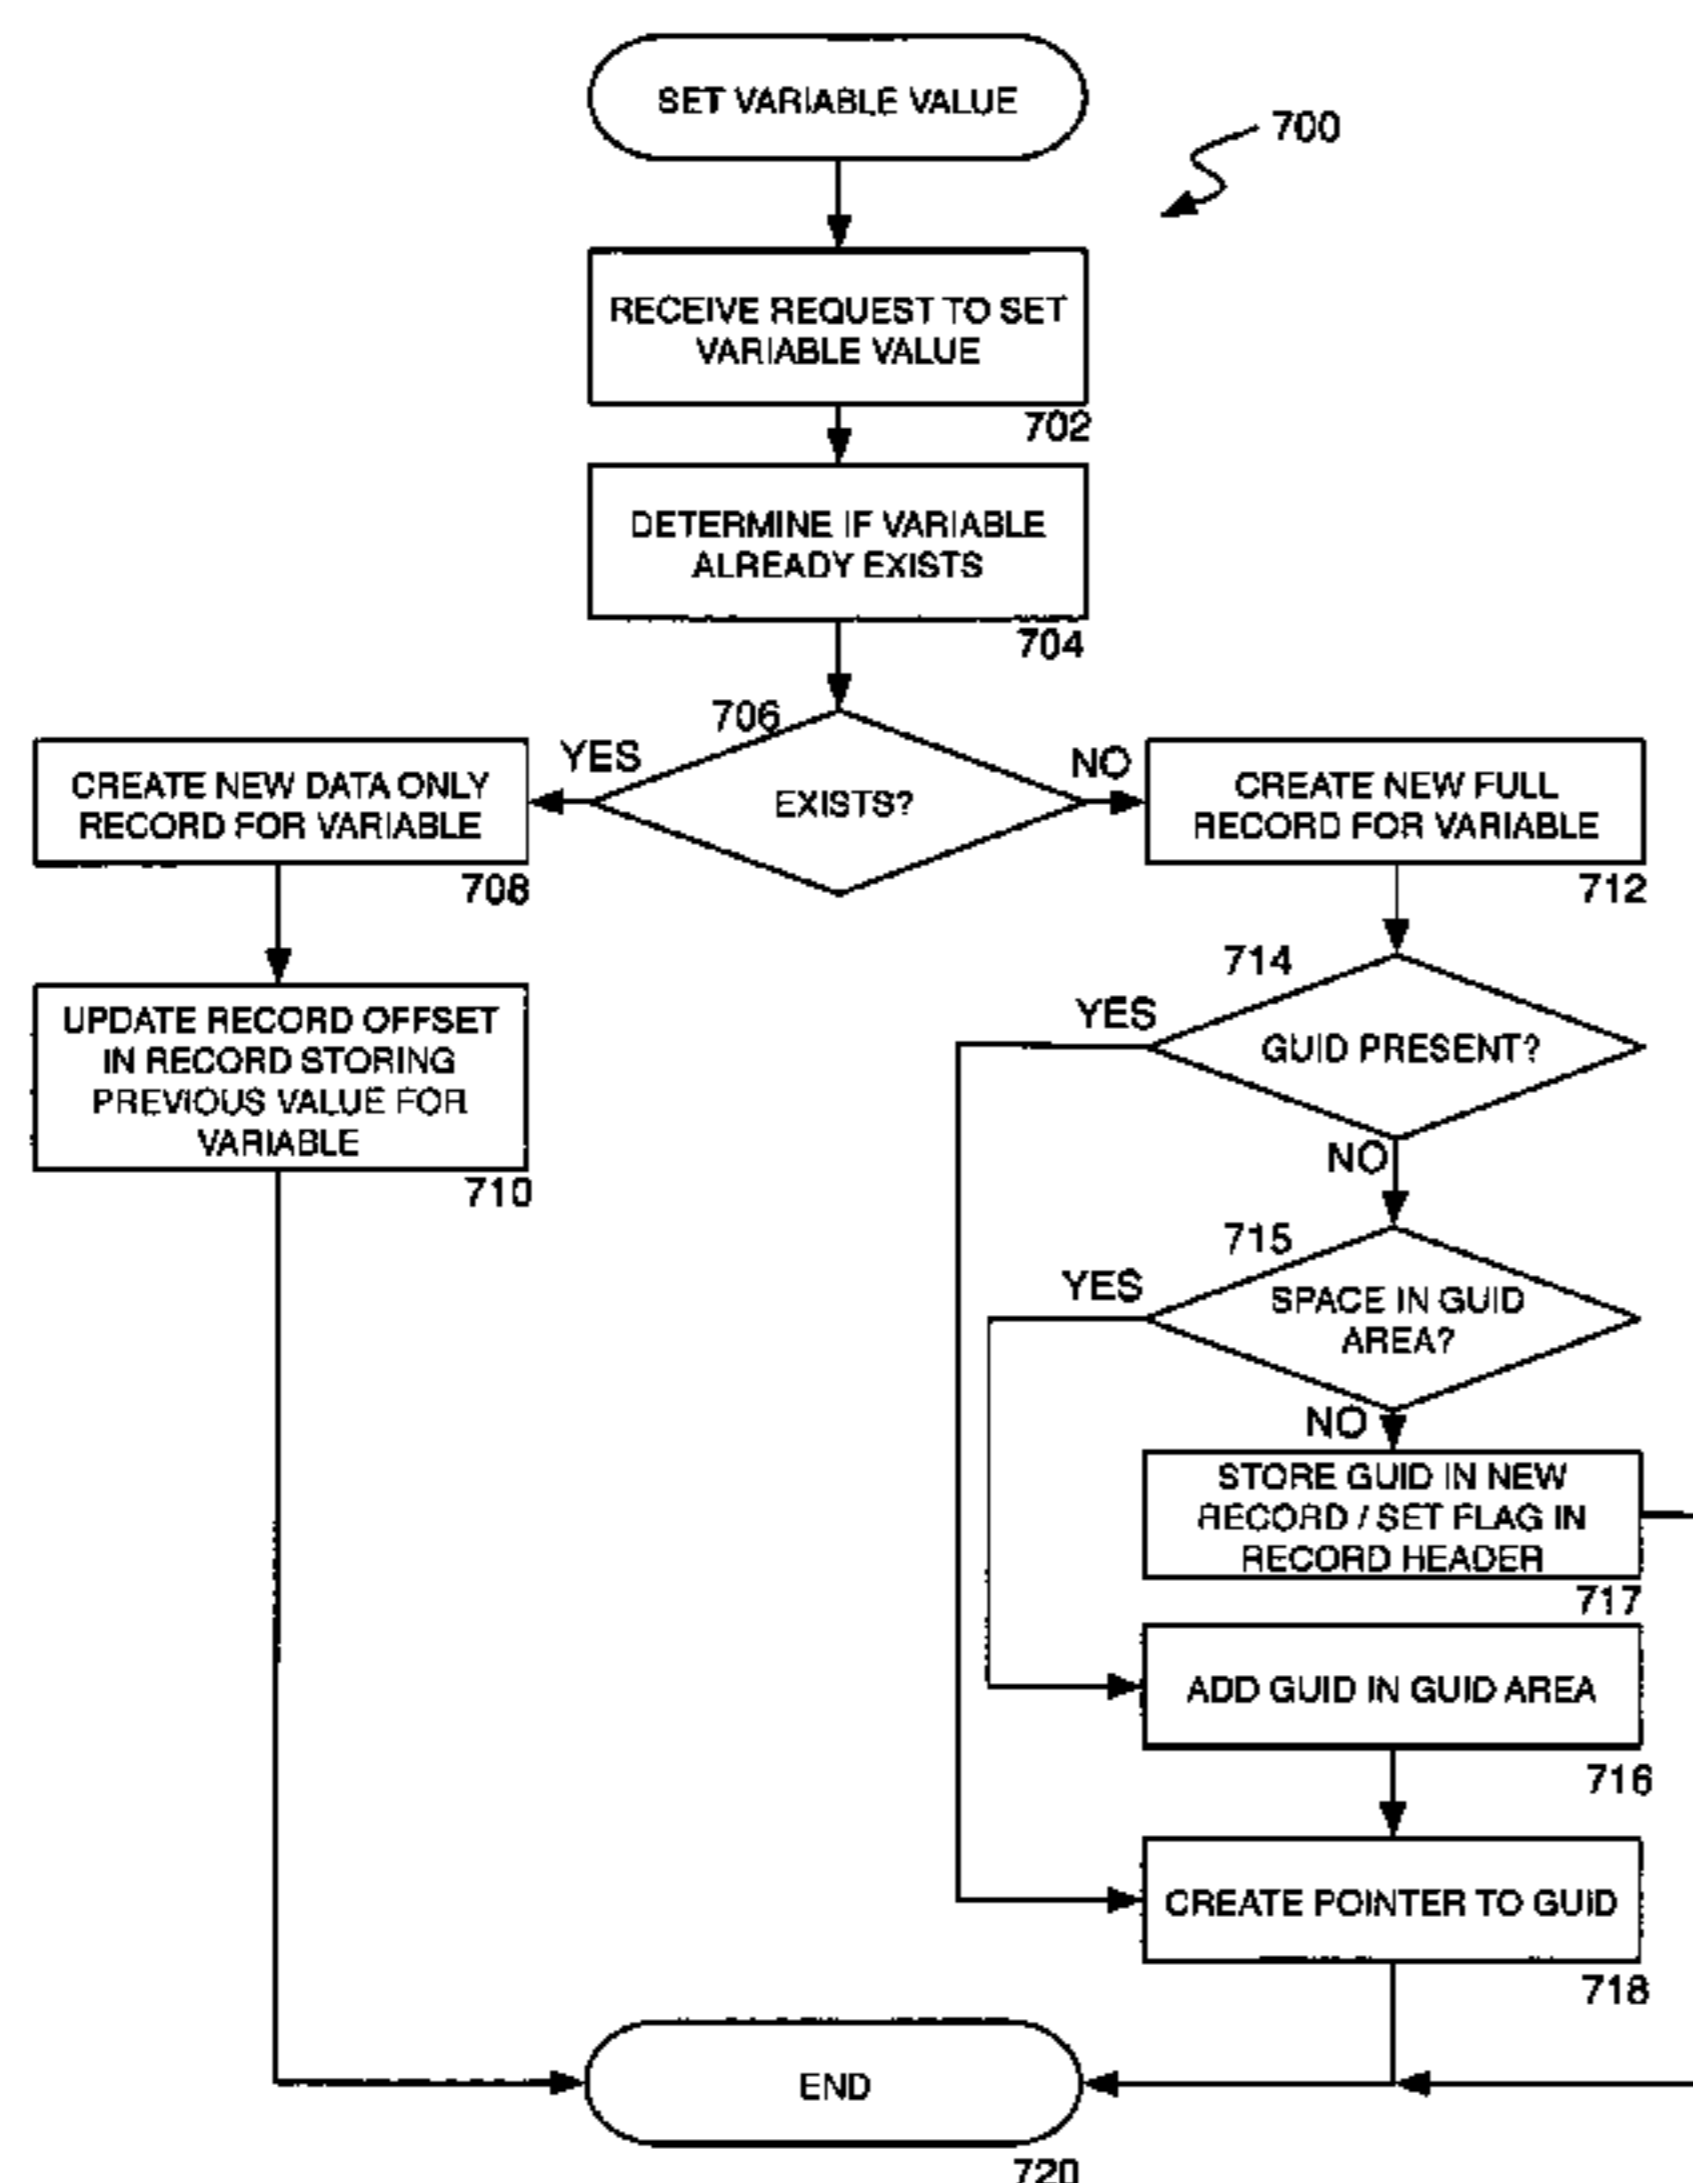 SET VARIABLE VALUE
700
RECEIVE REQUEST TO SET
VARIABLE VALUE
702
DETERMINE IF VARIABLE
ALREADY EXISTS
704
706
YES
EXISTS?
NO
CREATE NEW DATA ONLY
RECORD FOR VARIABLE
708
CREATE NEW FULL
RECORD FOR VARIABLE
712
UPDATE RECORD OFFSET
IN RECORD STORING
PREVIOUS VALUE FOR
VARIABLE
710
714
YES
GUID PRESENT?
NO
715
YES
SPACE IN GUID
AREA?
NO
STORE GUID IN NEW
RECORD / SET FLAG IN
RECORD HEADER
717
ADD GUID IN GUID AREA
716
CREATE POINTER TO GUID
718
END
720